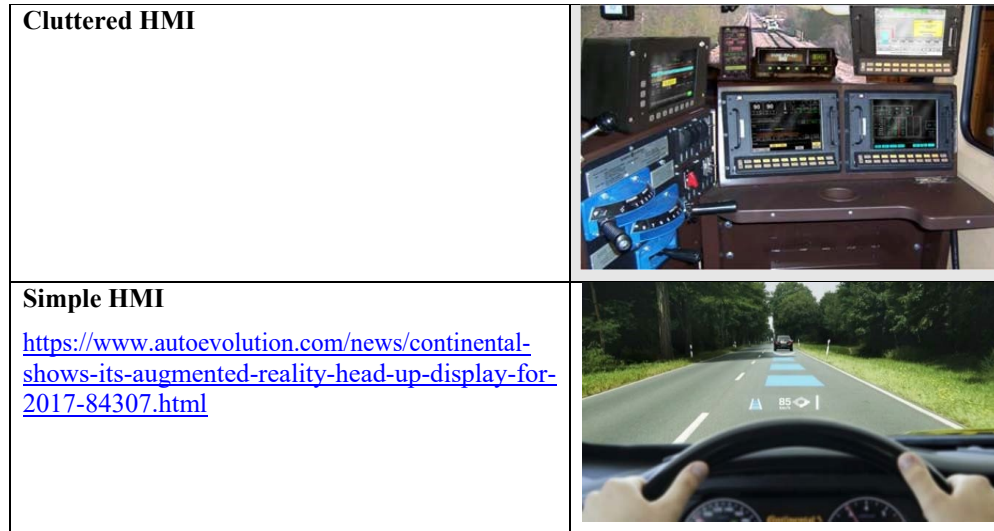 Cluttered HMI
Simple HMI
https://www.autoevolution.com/news/continental-
shows-its-augmented-reality-head-up-display-for-
2017-84307.html
85
Continental